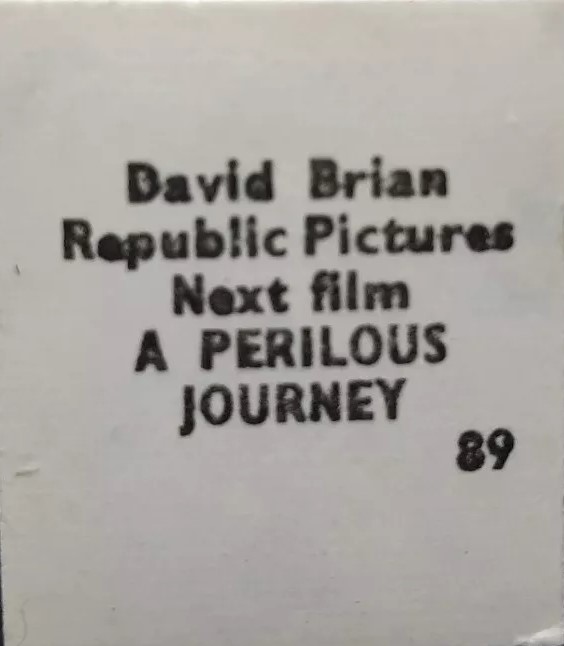 David Brian
Republic Pictures
Next film
A PERILOUS
JOURNEY
89